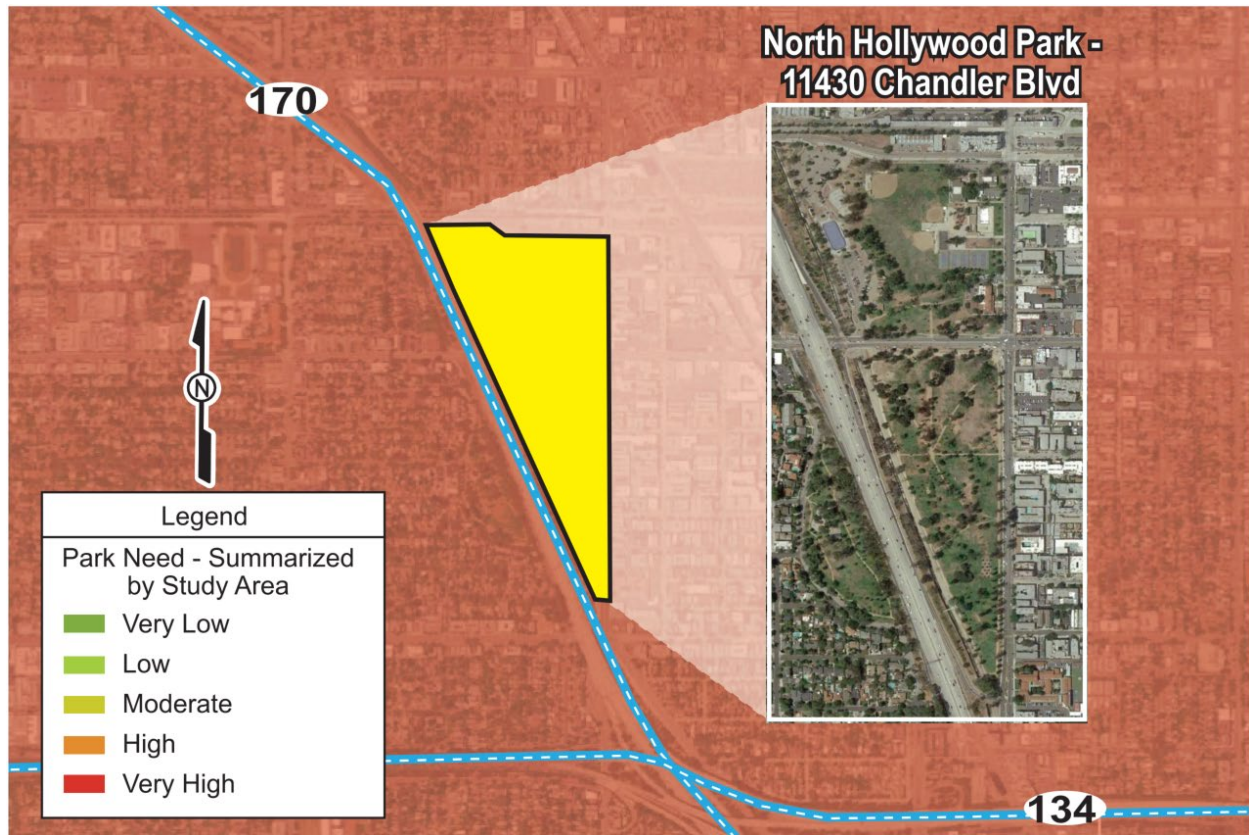 North Hollywood Park -
11430 Chandler Blvd
170
N
Legend
Park Need - Summarized
by Study Area
Very Low
Low
Moderate
High
Very High
134